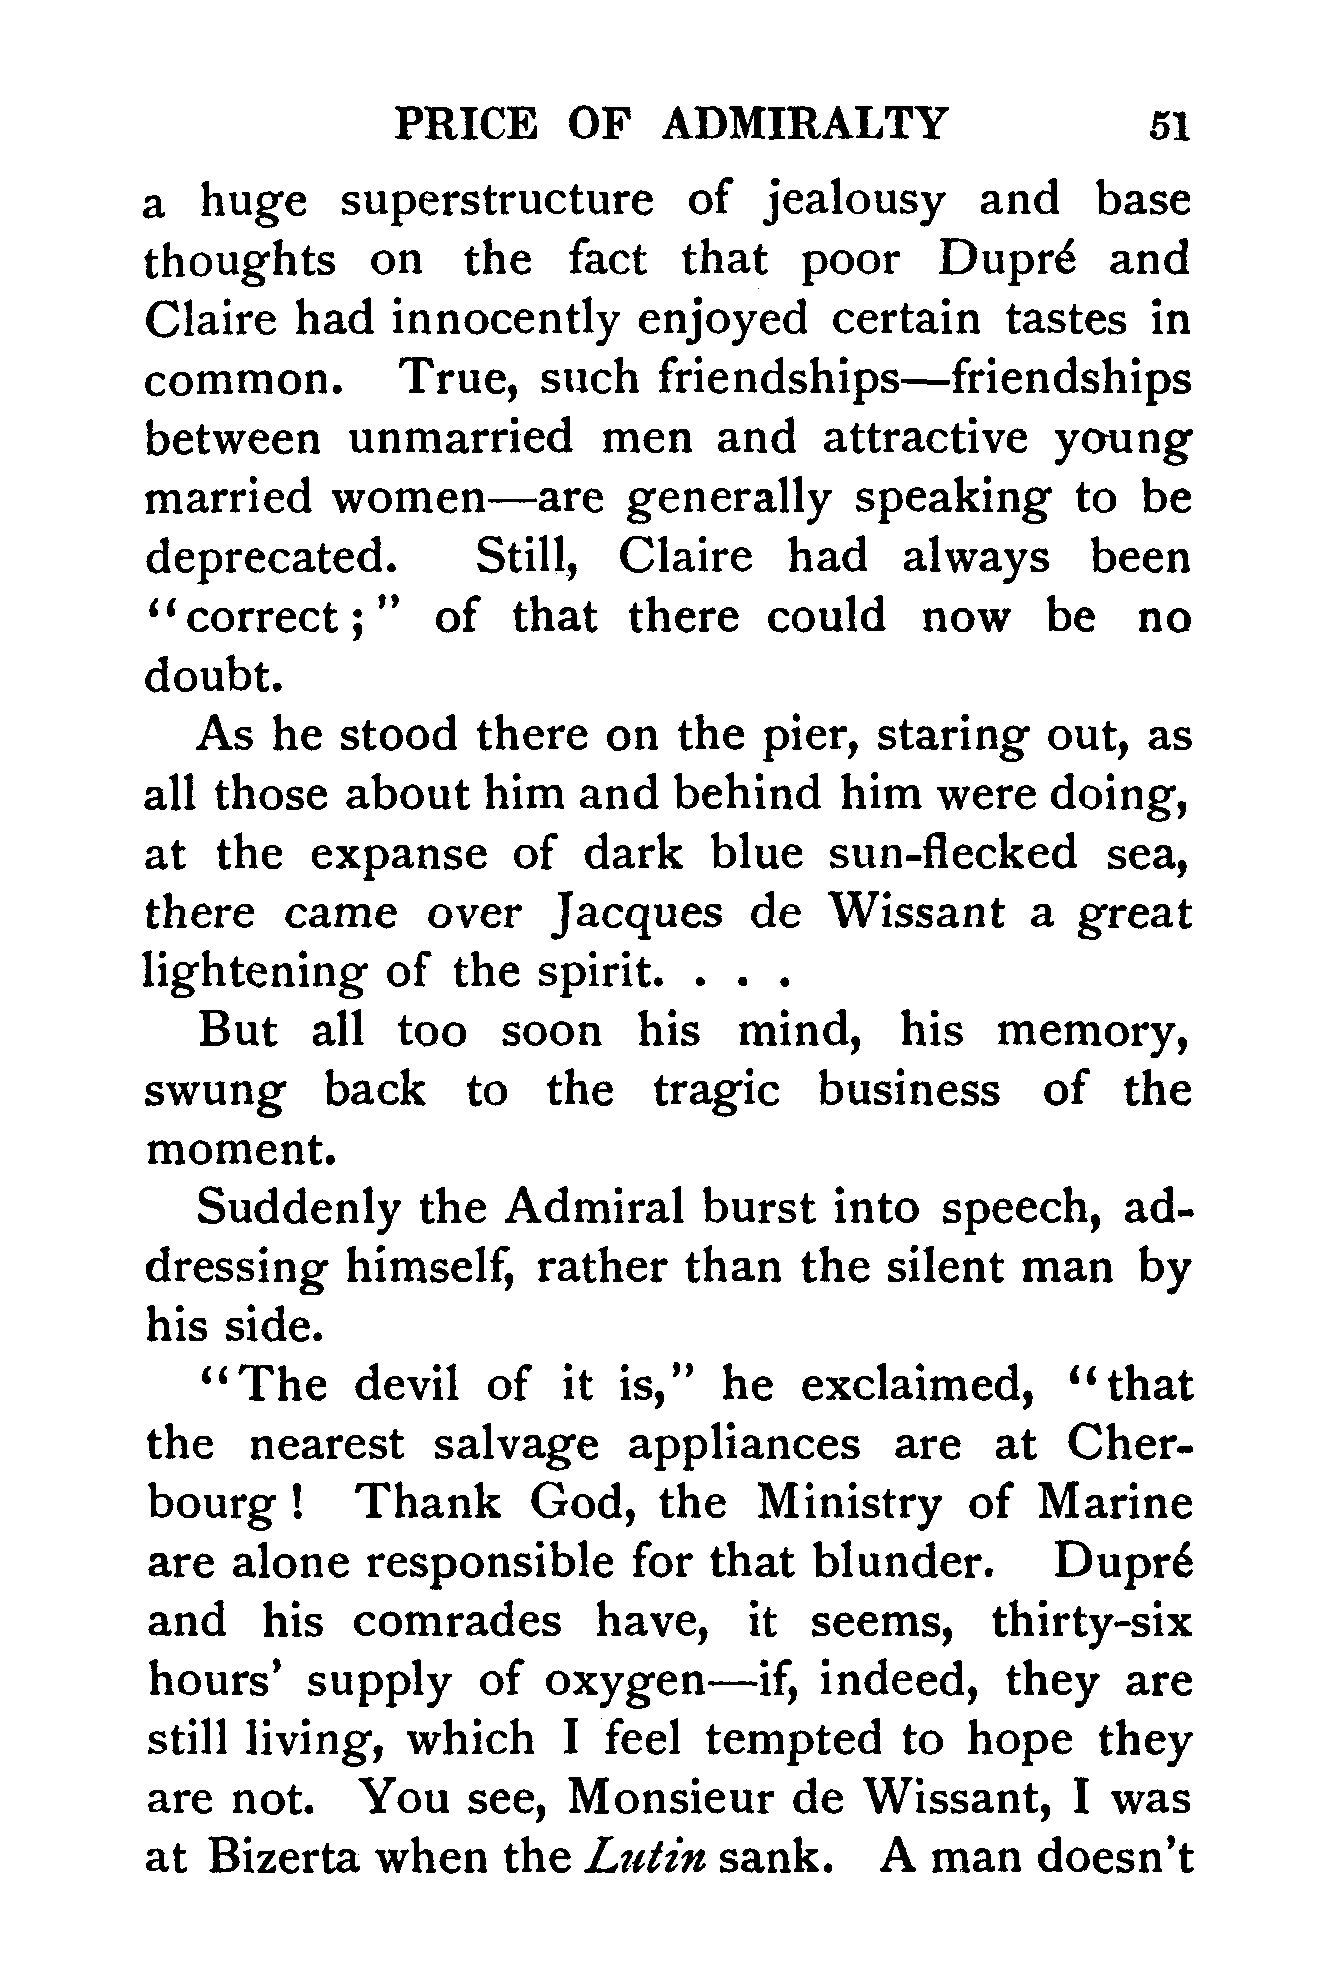 PRICE OF ADMIRALTY 51
a huge superstructure of jealousy and base
thoughts on the fact that poor Dupré and
Claire had innocently enjoyed certain tastes in
common. True, such friendships—friendships
between unmarried men and attractive young
married women—are generally speaking to be
deprecated. Still, Claire had always been
“correct;” of that there could now be no
doubt.
As he stood there on the pier, staring out, as
all those about him and behind him were doing,
at the expanse of dark blue sun-flecked sea,
there came over Jacques de Wissant a great
lightening of the spirit. . . .
But all too soon his mind, his memory,
swung back to the tragic business of the
moment.
Suddenly the Admiral burst into speech, ad-
dressing himself, rather than the silent man by
his side.
“The devil of it is,” he exclaimed, “that
the nearest salvage appliances are at Cher-
bourg! Thank God, the Ministry of Marine
are alone responsible for that blunder. Dupré
and his comrades have, it seems, thirty-six
hours’ supply of oxygen—if, indeed, they are
still living, which I feel tempted to hope they
are not. You see, Monsieur de Wissant, I was
at Bizerta when the Lutin sank. A man doesn’t